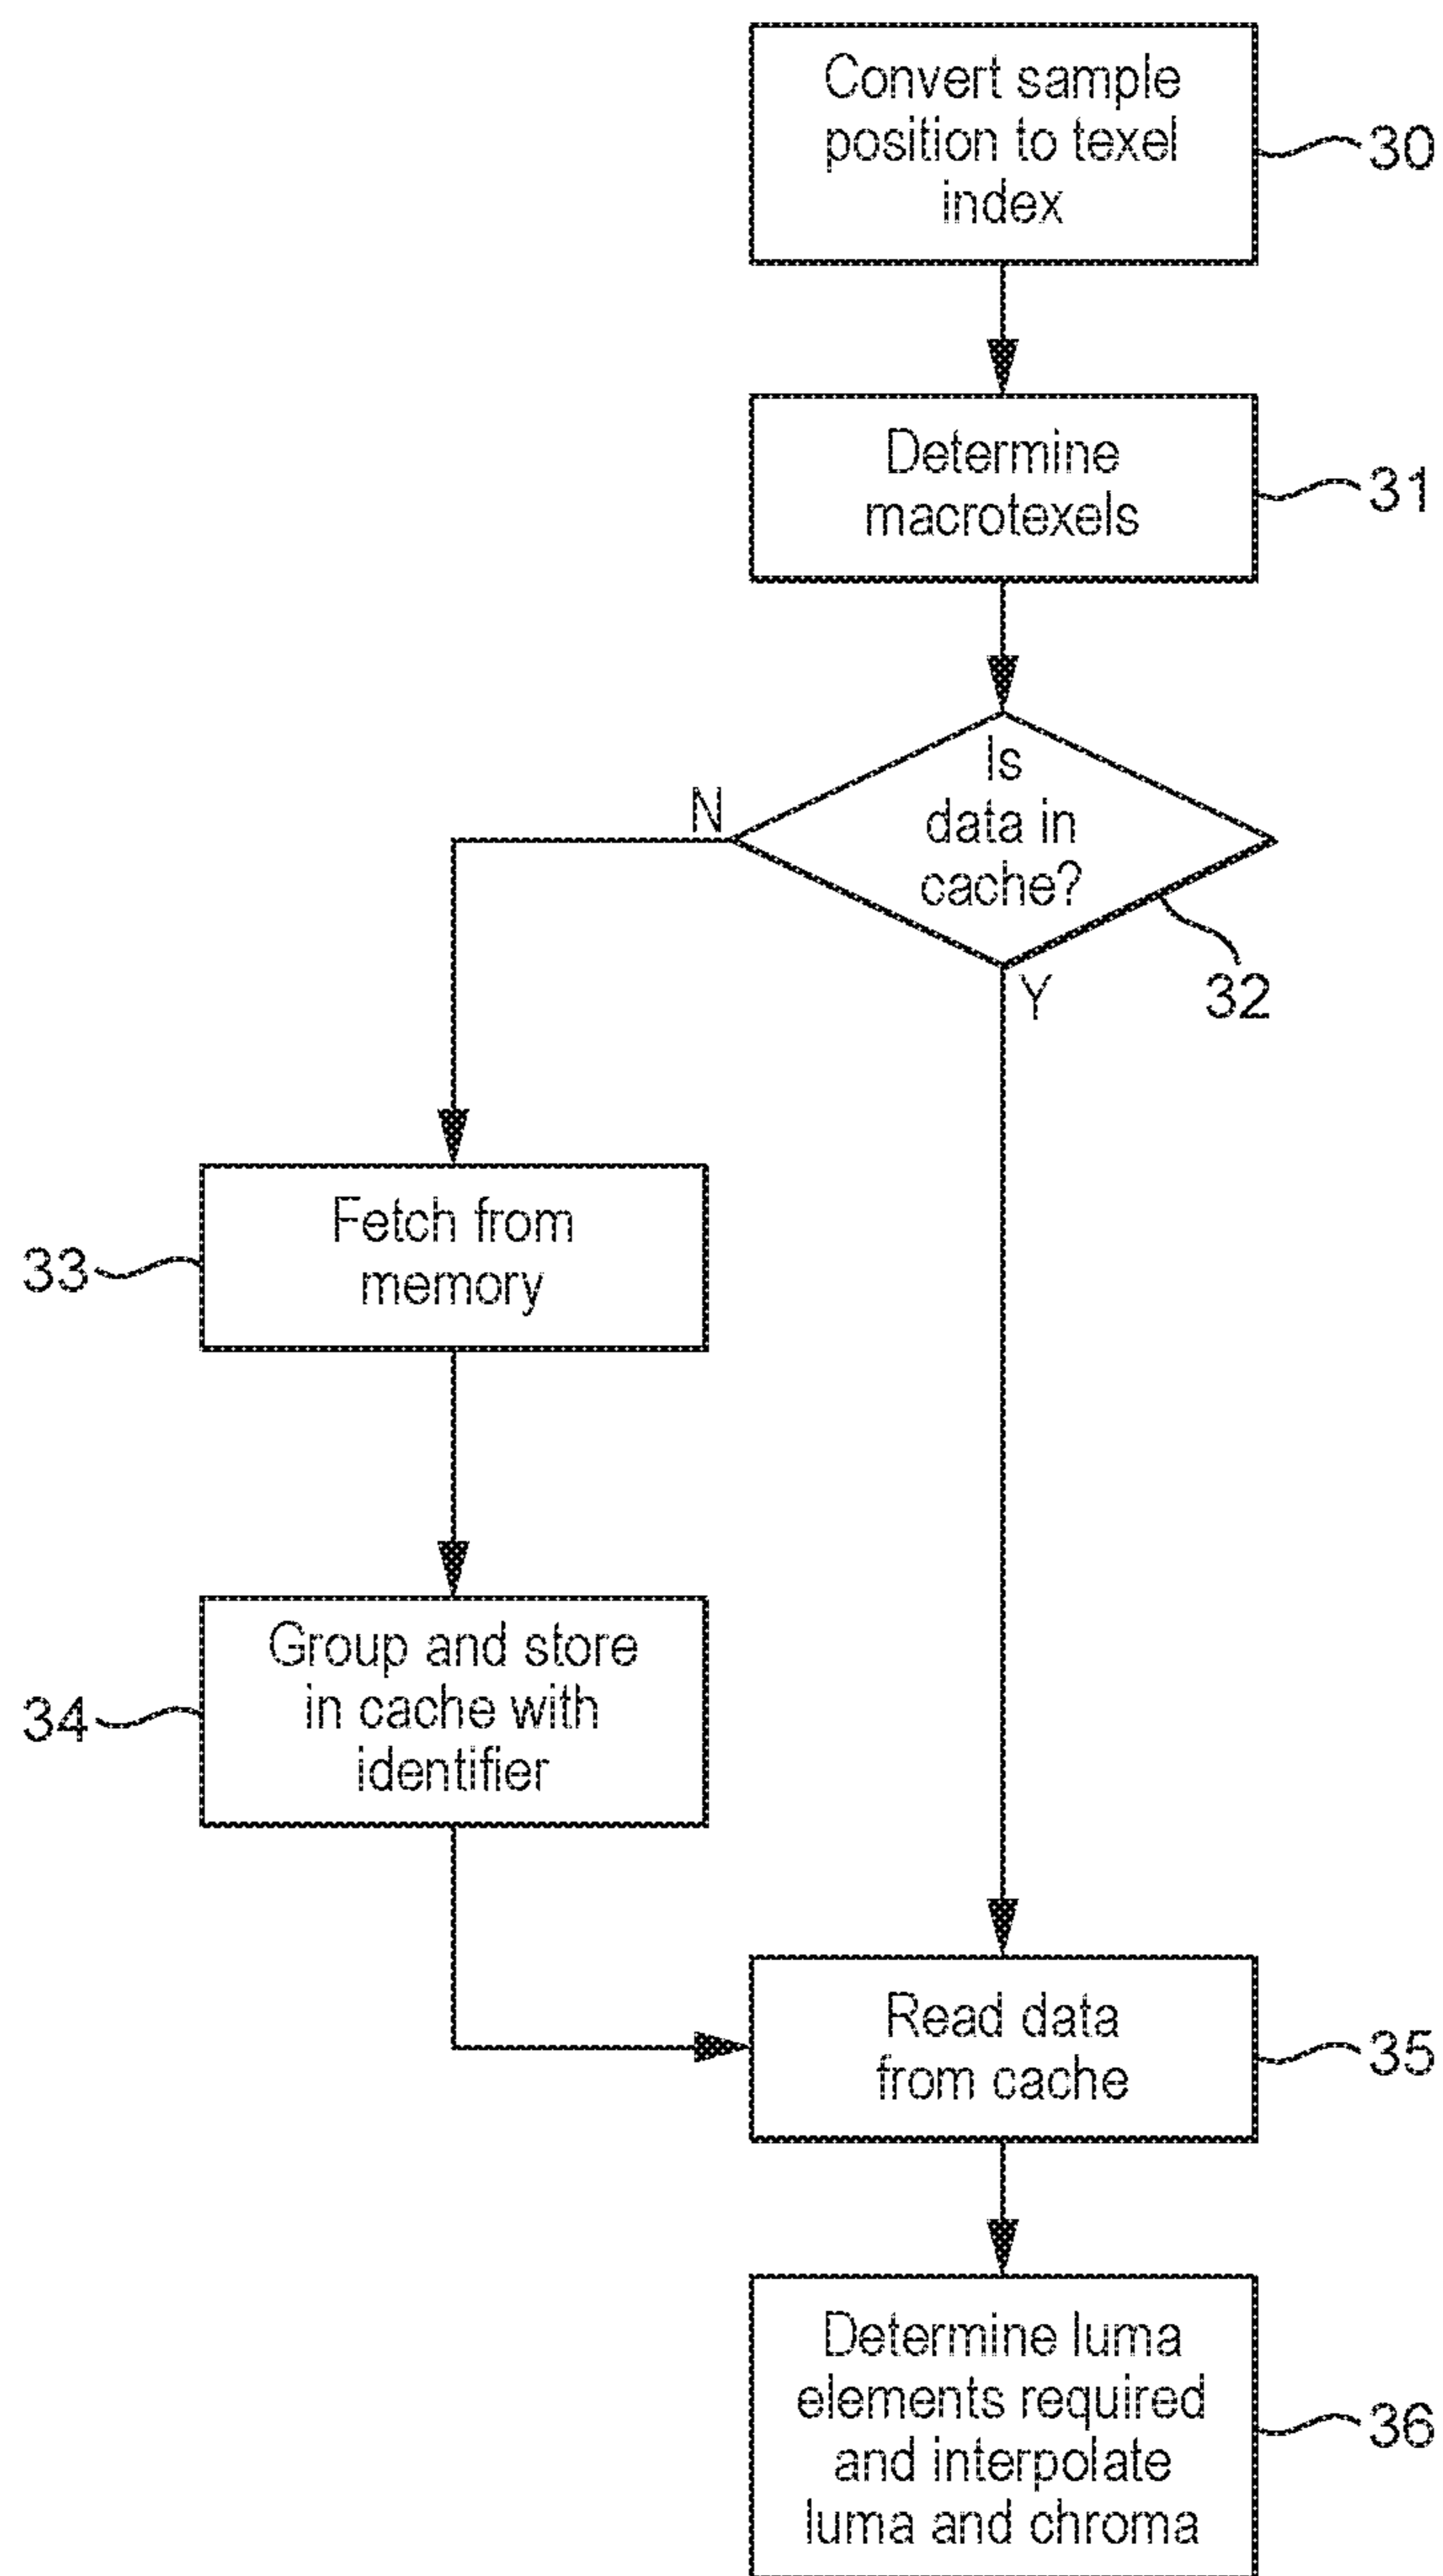 Convert sample
position to texel
index
30
Determine
macrotexels
31
Is
data in
cache?
N
Y
32
Fetch from
memory
33
Group and store
in cache with
identifier
34
Read data
from cache
35
Determine luma
elements required
and interpolate
luma and chroma
36